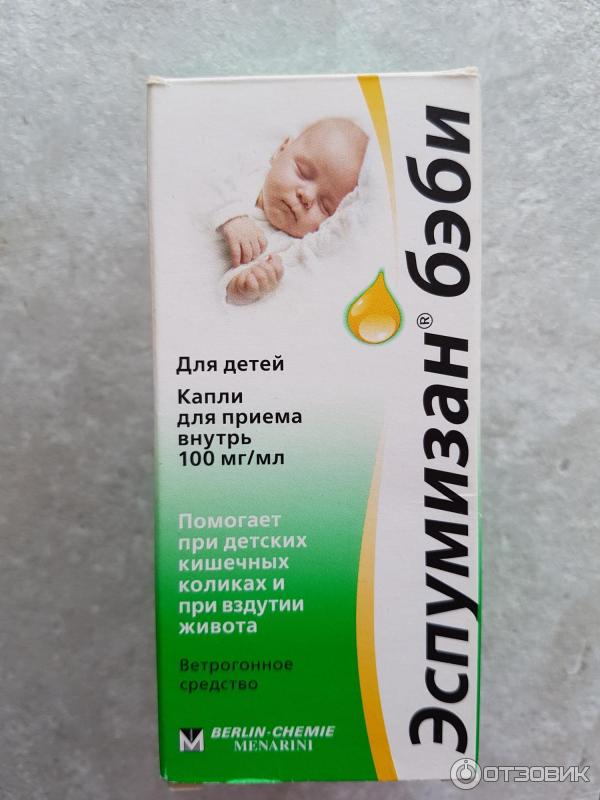 Эспумизан® бэби
Для детей
Капли
для приема
внутрь
100 мг/мл
Помогает
при детских
кишечных
коликах и
при вздутии
живота
Ветрогонное
средство
BERLIN-CHEMIE
MENARINI
ОТЗОВИК